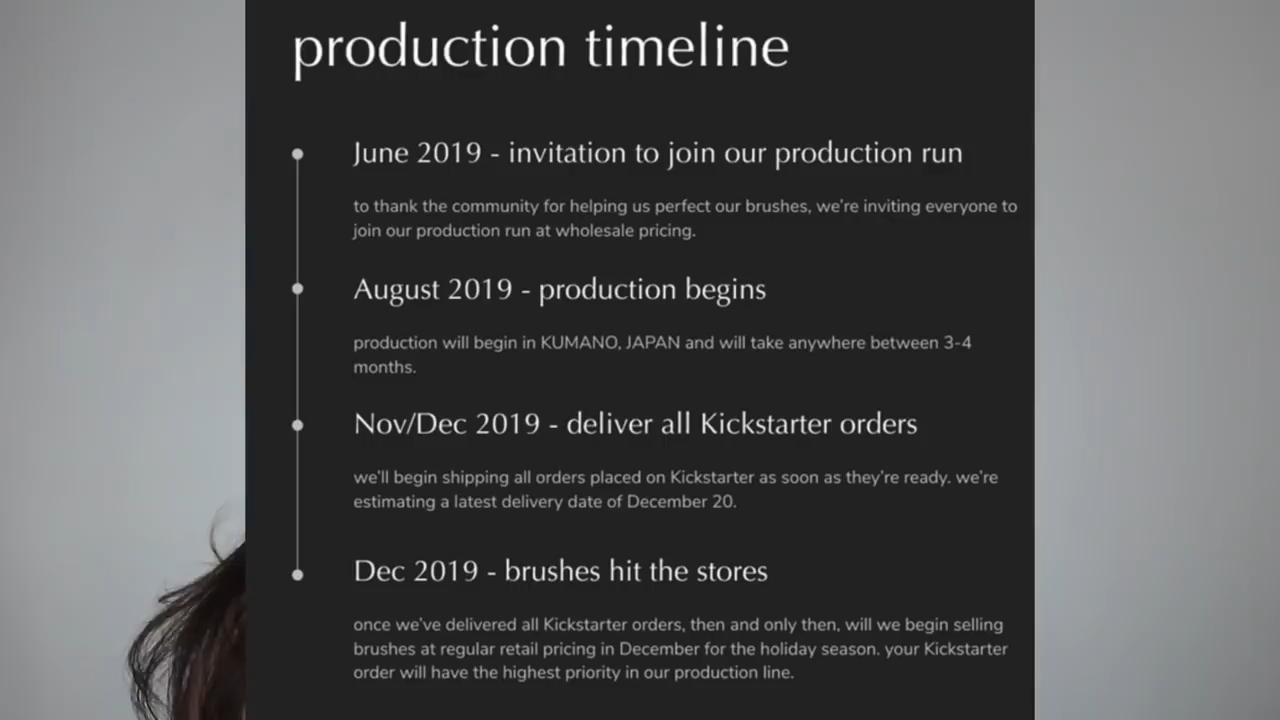 production timeline
June 2019 - invitation to join our production run
to thank the community for helping us perfect our brushes, we're inviting everyone to
join our production run at wholesale pricing.
August 2019 - production begins
production will begin in KUMANO, JAPAN and will take anywhere between 3-4
months.
Nov/Dec 2019 - deliver all Kickstarter orders
we'll begin shipping all orders placed on Kickstarter as soon as they're ready. we're
estimating a latest delivery date of December 20.
Dec 2019 - brushes hit the stores
once we've delivered all Kickstarter orders, then and only then, will we begin selling
brushes at regular retail pricing in December for the holiday season. your Kickstarter
order will have the highest priority in our production line.